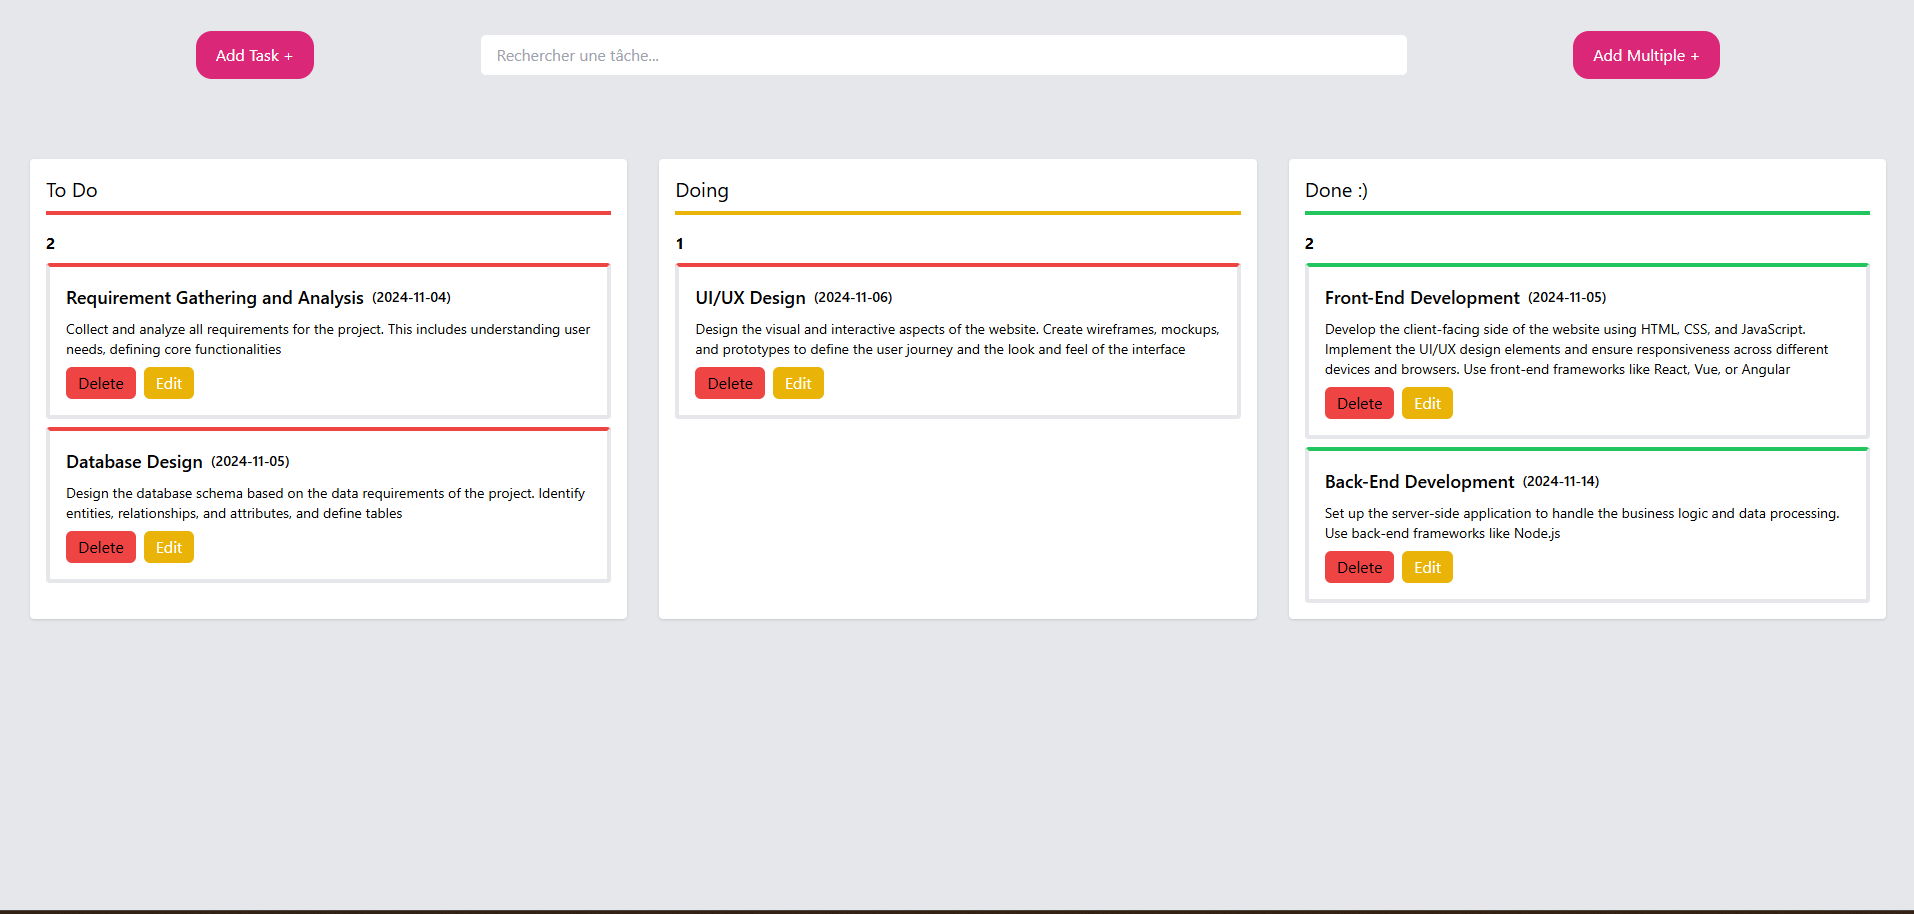 Add Task +
Rechercher une tâche...
Add Multiple +
To Do
2
Requirement Gathering and Analysis (2024-11-04)
Collect and analyze all requirements for the project. This includes understanding user
needs, defining core functionalities
Delete Edit
Database Design (2024-11-05)
Design the database schema based on the data requirements of the project. Identify
entities, relationships, and attributes, and define tables
Delete Edit
Doing
1
UI/UX Design (2024-11-06)
Design the visual and interactive aspects of the website. Create wireframes, mockups,
and prototypes to define the user journey and the look and feel of the interface
Delete Edit
Done :)
2
Front-End Development (2024-11-05)
Develop the client-facing side of the website using HTML, CSS, and JavaScript.
Implement the UI/UX design elements and ensure responsiveness across different
devices and browsers. Use front-end frameworks like React, Vue, or Angular
Delete Edit
Back-End Development (2024-11-14)
Set up the server-side application to handle the business logic and data processing.
Use back-end frameworks like Node.js
Delete Edit